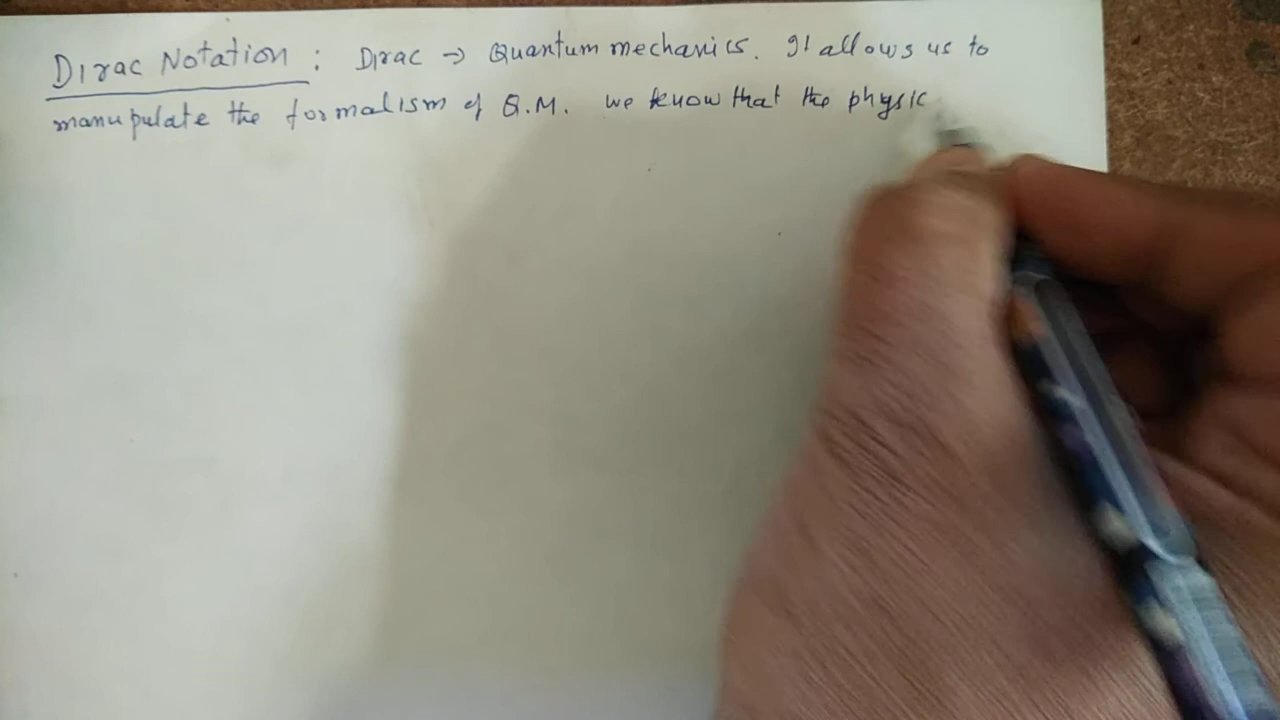 Dirac Notation : Dirac → Quantum mechanics. It allows us to
manupulate the formalism of Q.M. we know that the physic